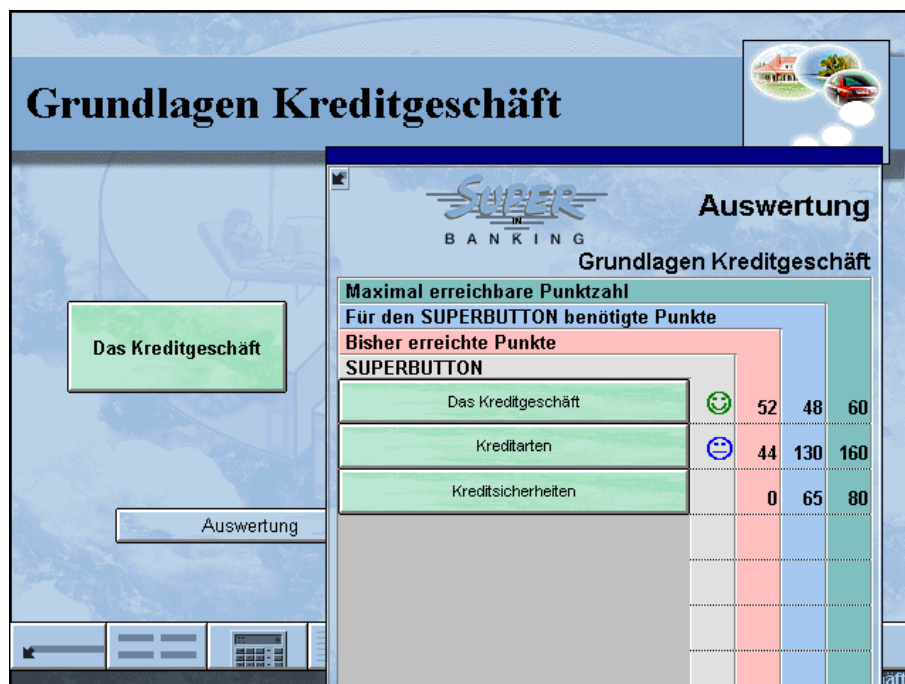 Grundlagen Kreditgeschäft
SUPER
IN
BANKING
Auswertung
Grundlagen Kreditgeschäft
Maximal erreichbare Punktzahl
Für den SUPERBUTTON benötigte Punkte
Bisher erreichte Punkte
SUPERBUTTON
Das Kreditgeschäft 52 48 60
Kreditarten 44 130 160
Kreditsicherheiten 0 65 80
Das Kreditgeschäft
Auswertung